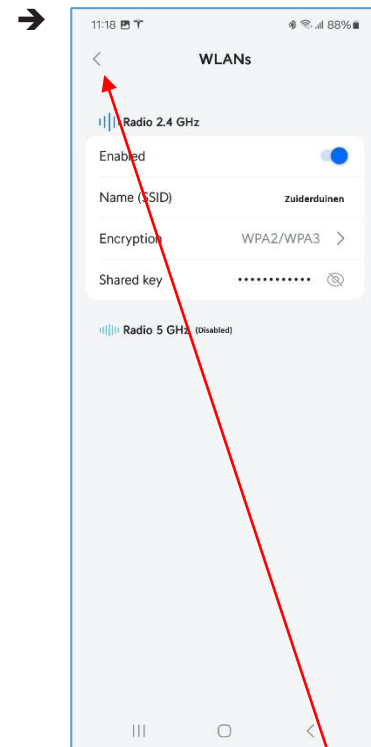 11:18 88%
WLANs
Radio 2.4 GHz
Enabled
Name (SSID) Zuiderduinen
Encryption WPA2/WPA3
Shared key ••••••••••••
Radio 5 GHz (Disabled)